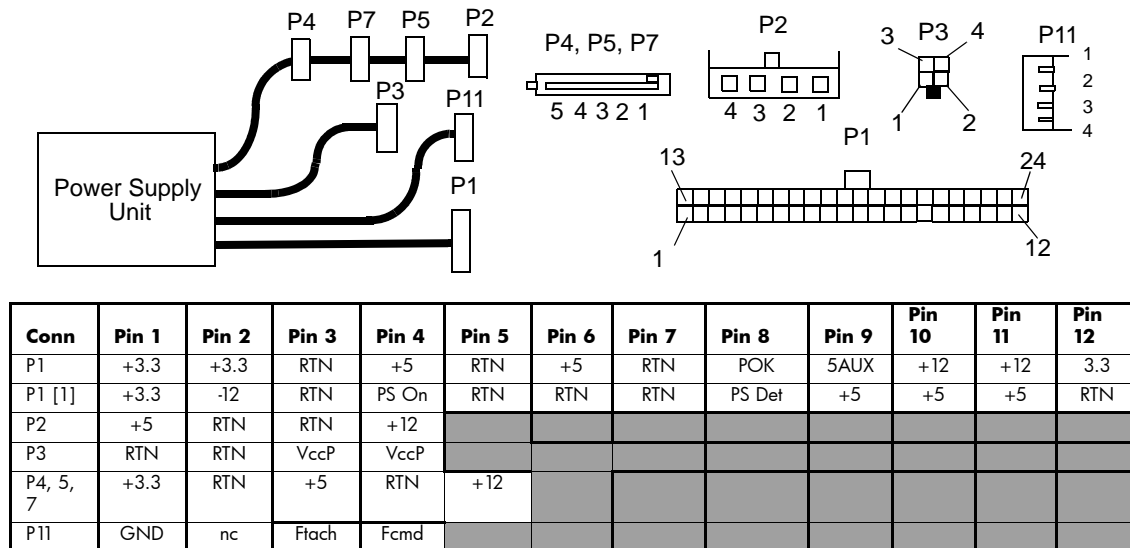 P4 P7 P5 P2
P3
P11
P1
Power Supply
Unit
P4, P5, P7
5 4 3 2 1
P2
4 3 2 1
3 P3 4
1 2
P11
1
2
3
4
P1
13 24
1 12
Conn Pin 1 Pin 2 Pin 3 Pin 4 Pin 5 Pin 6 Pin 7 Pin 8 Pin 9 Pin 10 Pin 11 Pin 12
P1 +3.3 +3.3 RTN +5 RTN +5 RTN POK 5AUX +12 +12 3.3
P1 [1] +3.3 -12 RTN PS On RTN RTN RTN PS Det +5 +5 +5 RTN
P2 +5 RTN RTN +12
P3 RTN RTN VccP VccP
P4, 5, 7 +3.3 RTN +5 RTN +12
P11 GND nc Ftach Fcmd